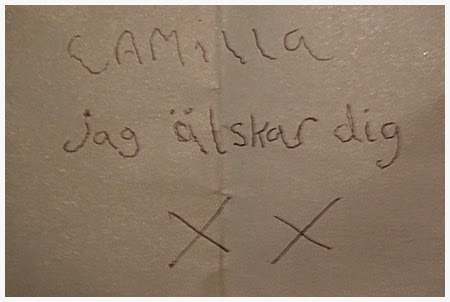 CAMiLLa
jag älskar dig
X X